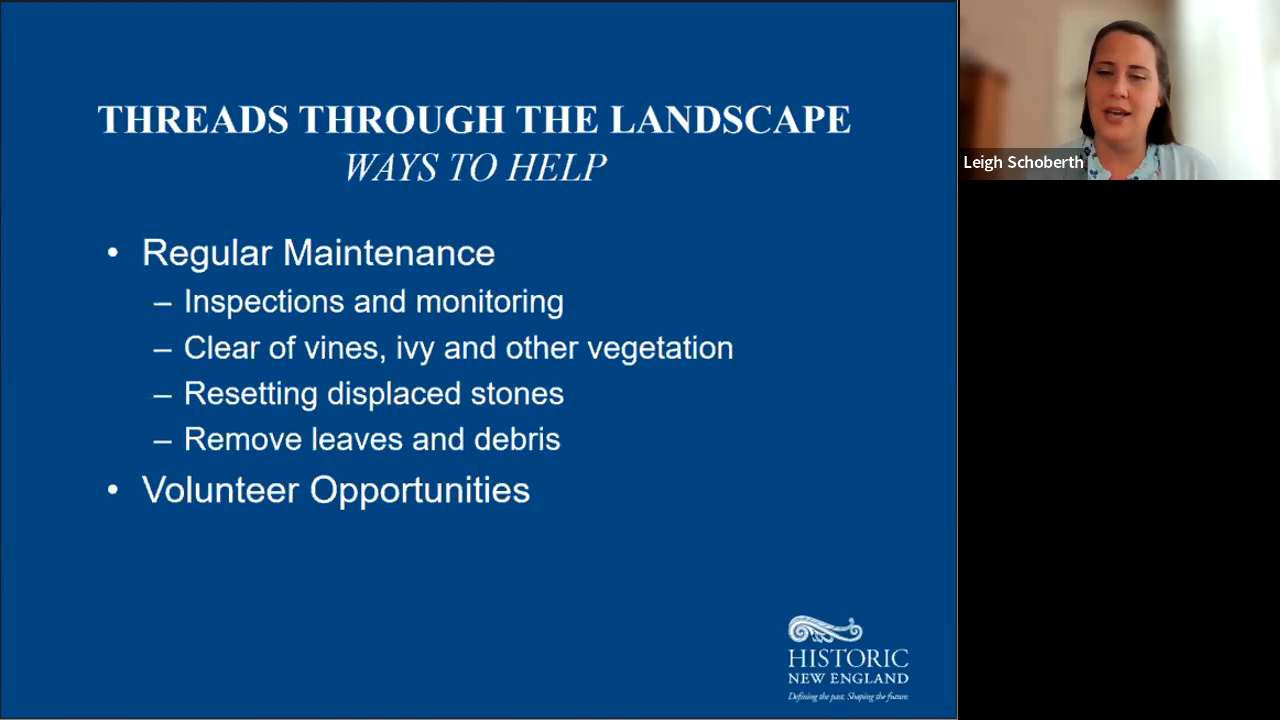 THREADS THROUGH THE LANDSCAPE
WAYS TO HELP
• Regular Maintenance
– Inspections and monitoring
– Clear of vines, ivy and other vegetation
– Resetting displaced stones
– Remove leaves and debris
• Volunteer Opportunities
HISTORIC
NEW ENGLAND
Defining the past. Shaping the future.
Leigh Schoberth